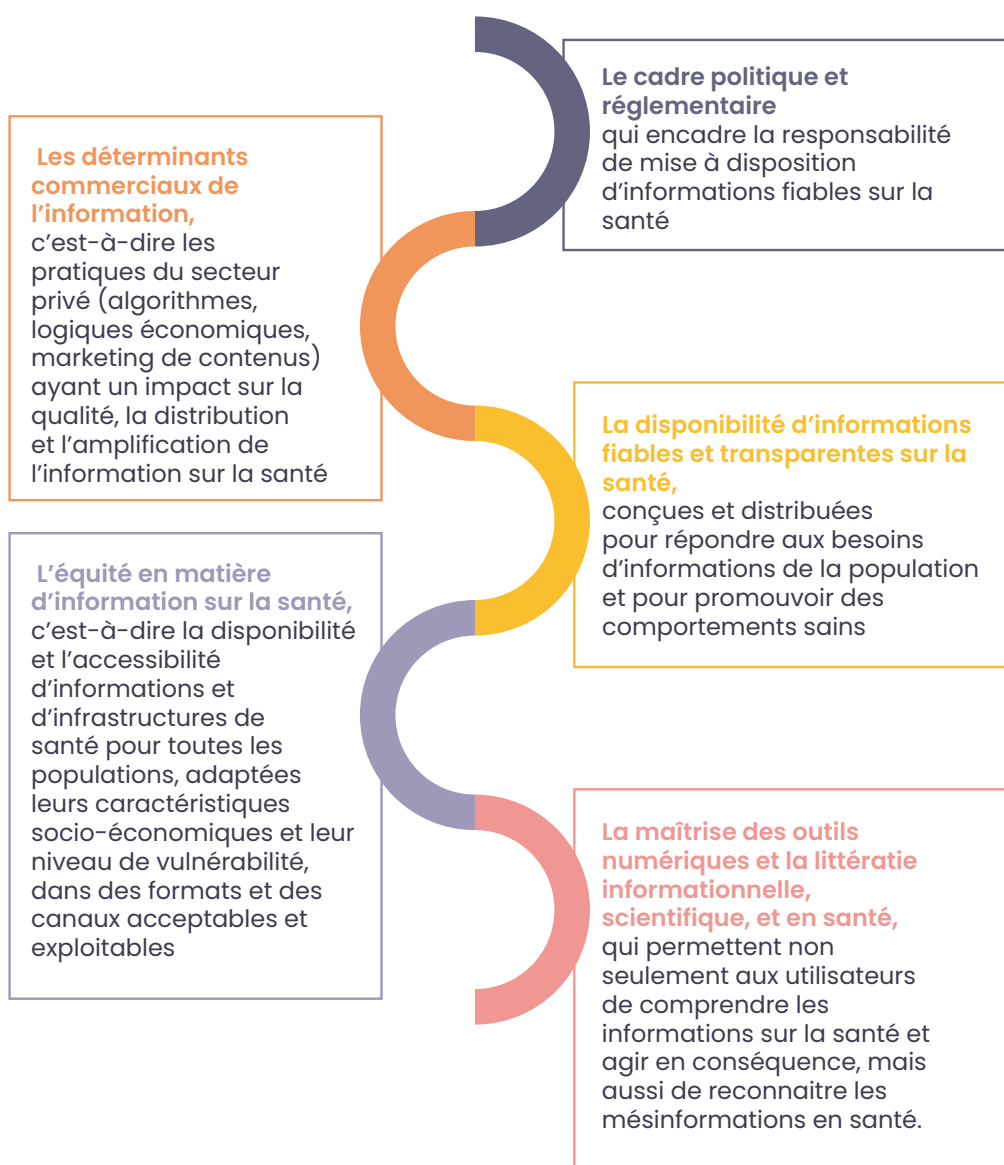 Le cadre politique et
réglementaire
qui encadre la responsabilité
de mise à disposition
d’informations fiables sur la
santé
Les déterminants
commerciaux de
l’information,
c’est-à-dire les
pratiques du secteur
privé (algorithmes,
logiques économiques,
marketing de contenus)
ayant un impact sur la
qualité, la distribution
et l’amplification de
l’information sur la santé
La disponibilité d’informations
fiables et transparentes sur la
santé,
conçues et distribuées
pour répondre aux besoins
d’informations de la population
et pour promouvoir des
comportements sains
L’équité en matière
d’information sur la santé,
c’est-à-dire la disponibilité
et l’accessibilité
d’informations et
d’infrastructures de
santé pour toutes les
populations, adaptées
leurs caractéristiques
socio-économiques et leur
niveau de vulnérabilité,
dans des formats et des
canaux acceptables et
exploitables
La maîtrise des outils
numériques et la littératie
informationnelle,
scientifique, et en santé,
qui permettent non
seulement aux utilisateurs
de comprendre les
informations sur la santé et
agir en conséquence, mais
aussi de reconnaitre les
mésinformations en santé.